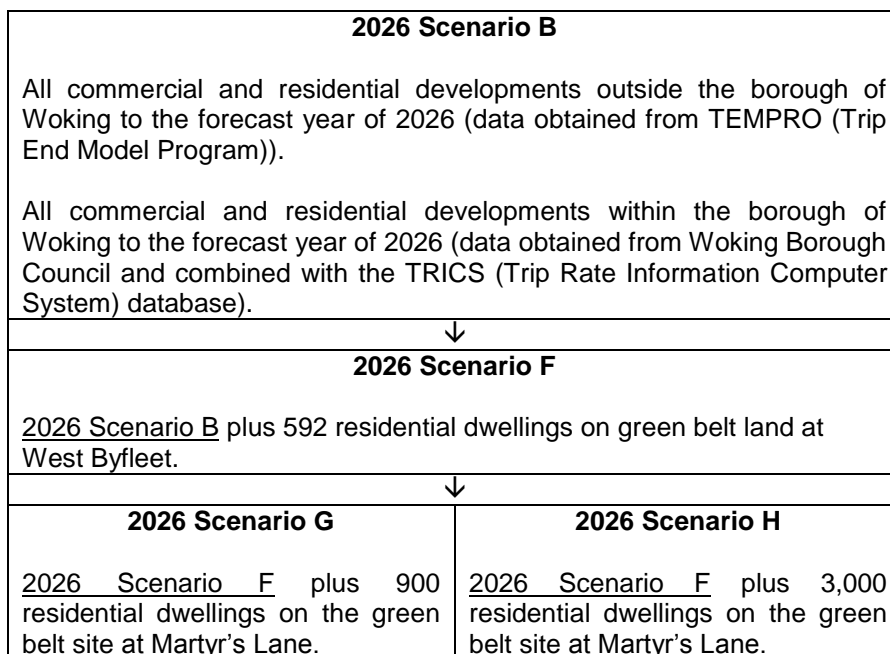 2026 Scenario B
All commercial and residential developments outside the borough of
Woking to the forecast year of 2026 (data obtained from TEMPRO (Trip
End Model Program)).
All commercial and residential developments within the borough of
Woking to the forecast year of 2026 (data obtained from Woking Borough
Council and combined with the TRICS (Trip Rate Information Computer
System) database).
↓
2026 Scenario F
2026 Scenario B plus 592 residential dwellings on green belt land at
West Byfleet.
↓
2026 Scenario G
2026 Scenario F plus 900
residential dwellings on the green
belt site at Martyr's Lane.
2026 Scenario H
2026 Scenario F plus 3,000
residential dwellings on the green
belt site at Martyr's Lane.